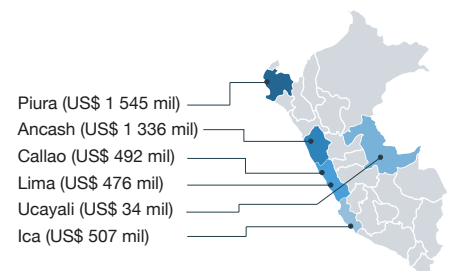 Piura (US$ 1 545 mil)
Ancash (US$ 1 336 mil)
Callao (US$ 492 mil)
Lima (US$ 476 mil)
Ucayali (US$ 34 mil)
Ica (US$ 507 mil)